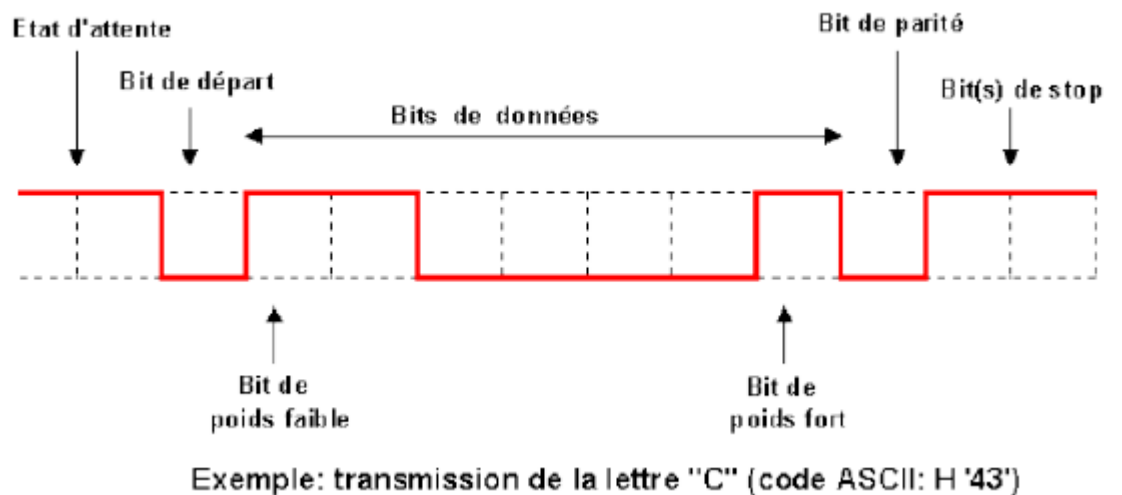 Etat d'attente
Bit de parité
Bit de départ
Bit(s) de stop
Bits de données
Bit de
poids faible
Bit de
poids fort
Exemple: transmission de la lettre "C" (code ASCII: H '43')